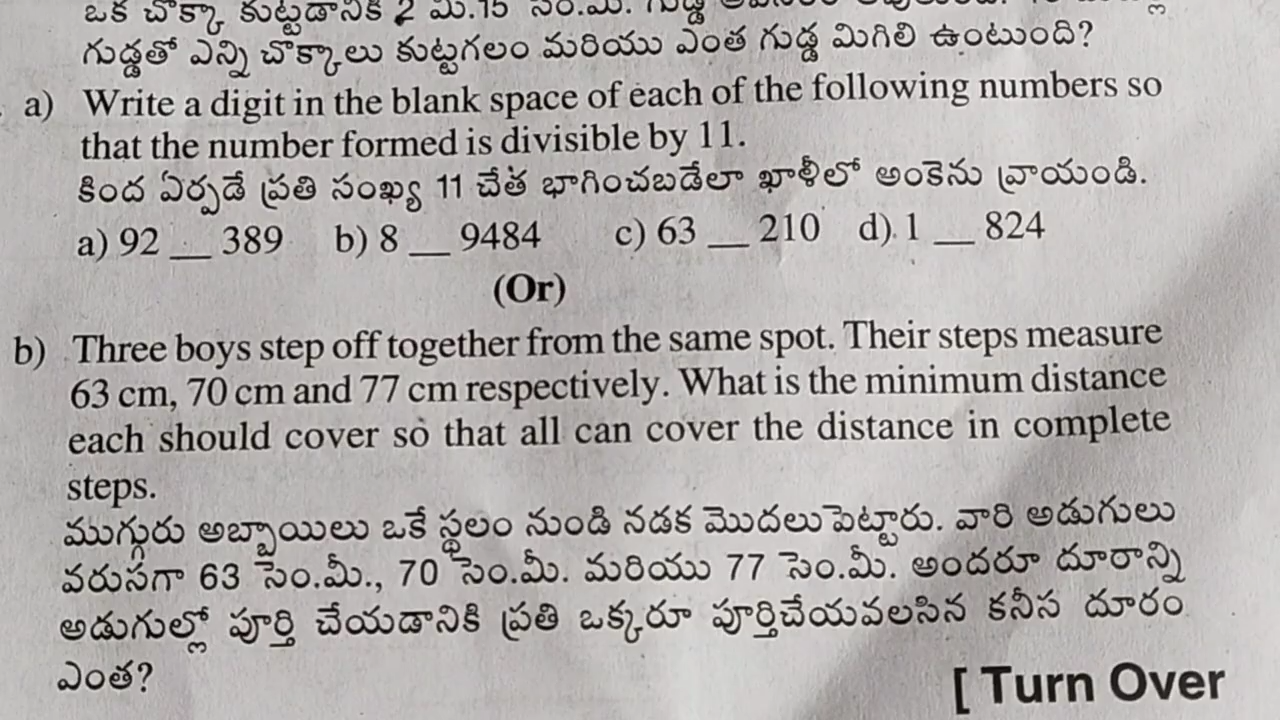 ఒక చొక్కా కుట్టడానికి 2 మీ.15 సెం.మీ. గుడ్డ
గుడ్డతో ఎన్ని చొక్కాలు కుట్టగలం మరియు ఎంత గుడ్డ మిగిలి ఉంటుంది?
a) Write a digit in the blank space of each of the following numbers so
that the number formed is divisible by 11.
కింద ఏర్పడే ప్రతి సంఖ్య 11 చేత భాగించబడేలా ఖాళీలో అంకెను వ్రాయండి.
a) 92 __ 389 b) 8 __ 9484 c) 63 __ 210 d) 1 __ 824
(Or)
b) Three boys step off together from the same spot. Their steps measure
63 cm, 70 cm and 77 cm respectively. What is the minimum distance
each should cover so that all can cover the distance in complete
steps.
ముగ్గురు అబ్బాయిలు ఒకే స్థలం నుండి నడక మొదలుపెట్టారు. వారి అడుగులు
వరుసగా 63 సెం.మీ., 70 సెం.మీ. మరియు 77 సెం.మీ. అందరూ దూరాన్ని
అడుగుల్లో పూర్తి చేయడానికి ప్రతి ఒక్కరూ పూర్తిచేయవలసిన కనీస దూరం
ఎంత?
[ Turn Over